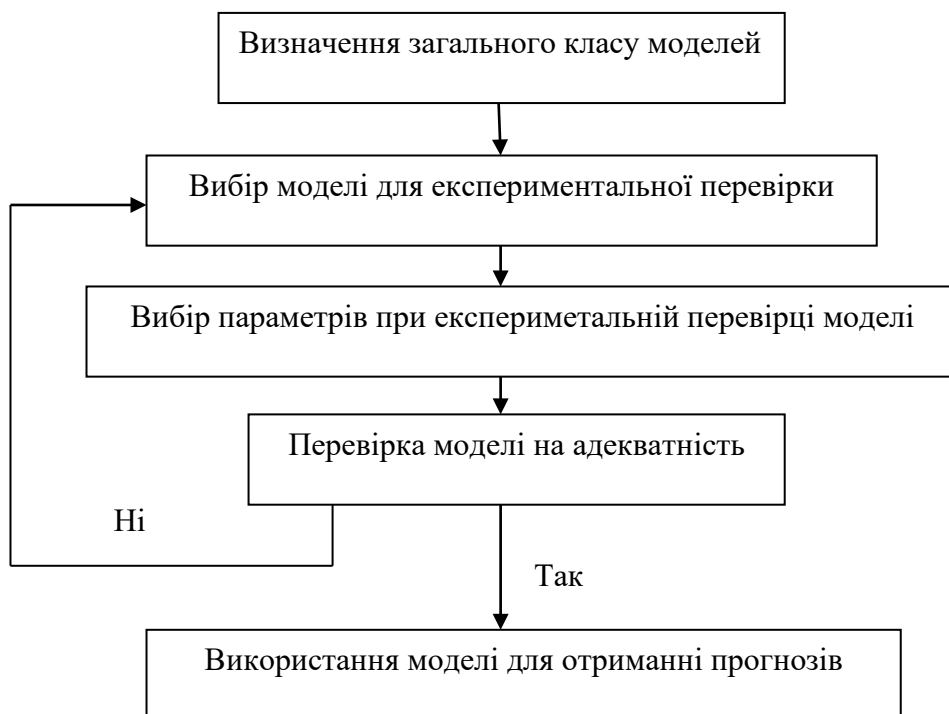 Визначення загального класу моделей
Вибір моделі для експериментальної перевірки
Вибір параметрів при експериметальній перевірці моделі
Перевірка моделі на адекватність
Ні
Так
Використання моделі для отриманні прогнозів